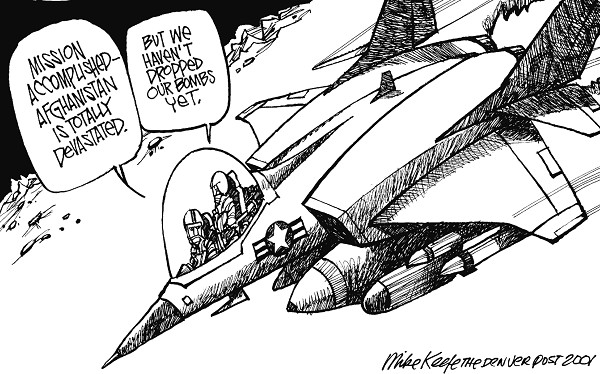 MISSION
ACCOMPLISHED—
AFGHANISTAN
IS TOTALLY
DEVASTATED.
BUT WE
HAVEN'T
DROPPED
OUR BOMBS
YET.
MIKE KEEFE THE DENVER POST 2001